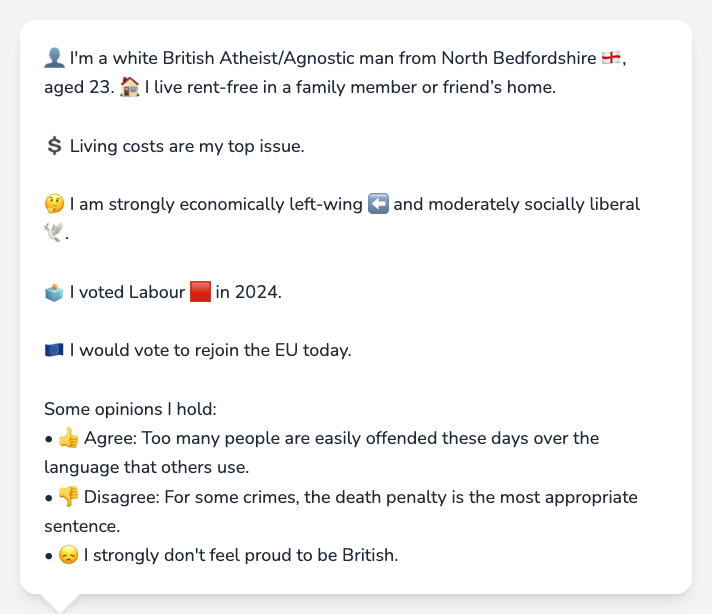 👤 I'm a white British Atheist/Agnostic man from North Bedfordshire 🏴󠁧󠁢󠁥󠁮󠁧󠁿,
aged 23. 🏠 I live rent-free in a family member or friend’s home.
💲 Living costs are my top issue.
🤔 I am strongly economically left-wing ⬅️ and moderately socially liberal
🕊️.
🗳️ I voted Labour 🟥 in 2024.
🇪🇺 I would vote to rejoin the EU today.
Some opinions I hold:
• 👍 Agree: Too many people are easily offended these days over the
language that others use.
• 👎 Disagree: For some crimes, the death penalty is the most appropriate
sentence.
• 😞 I strongly don't feel proud to be British.